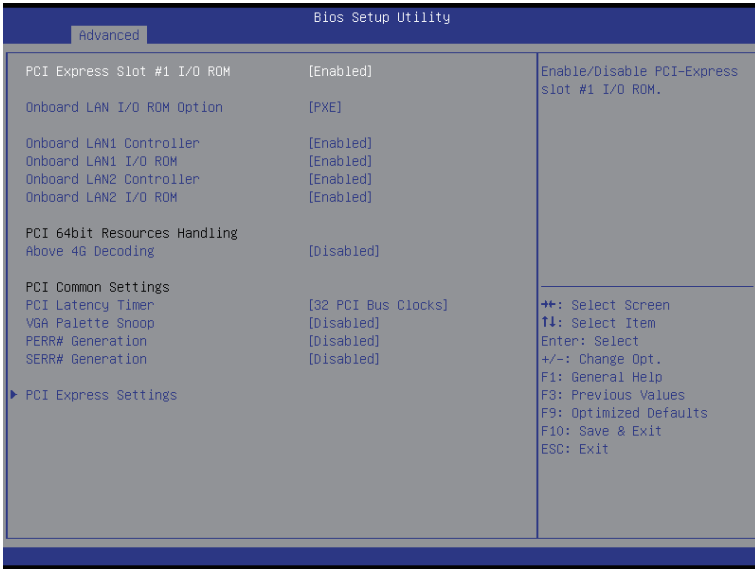 Bios Setup Utility
Advanced
PCI Express Slot #1 I/O ROM [Enabled]
Onboard LAN I/O ROM Option [PXE]
Onboard LAN1 Controller [Enabled]
Onboard LAN1 I/O ROM [Enabled]
Onboard LAN2 Controller [Enabled]
Onboard LAN2 I/O ROM [Enabled]
PCI 64bit Resources Handling
Above 4G Decoding [Disabled]
PCI Common Settings
PCI Latency Timer [32 PCI Bus Clocks]
VGA Palette Snoop [Disabled]
PERR# Generation [Disabled]
SERR# Generation [Disabled]
▶ PCI Express Settings
Enable/Disable PCI-Express
slot #1 I/O ROM.
→←: Select Screen
↑↓: Select Item
Enter: Select
+/-: Change Opt.
F1: General Help
F3: Previous Values
F9: Optimized Defaults
F10: Save & Exit
ESC: Exit